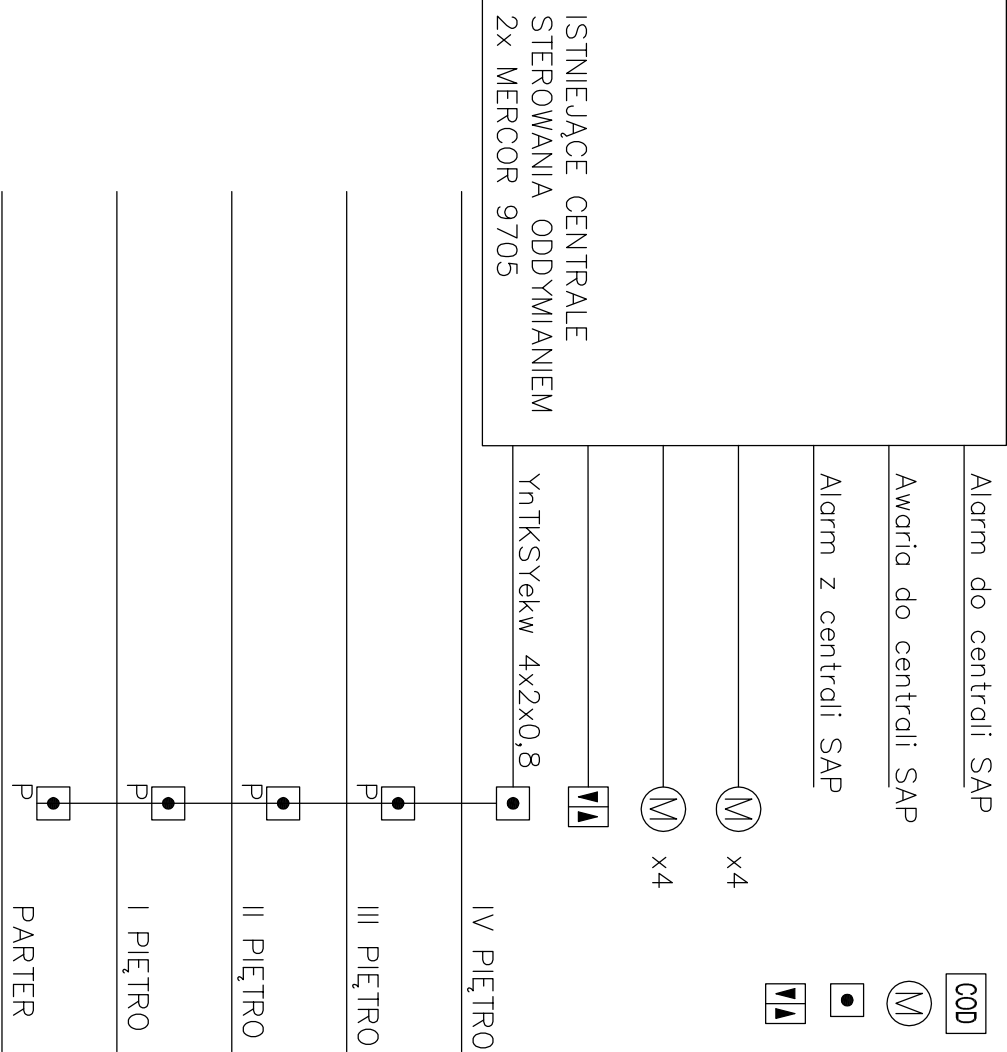 Alarm do centrali SAP
Awaria do centrali SAP
Alarm z centrali SAP
M x4
M x4
YnTKSYekw 4x2x0,8
ISTNIEJĄCE CENTRALE
STEROWANIA ODDYMIANIEM
2x MERCOR 9705
COD
M
IV PIĘTRO
P
III PIĘTRO
P
II PIĘTRO
P
I PIĘTRO
P
PARTER